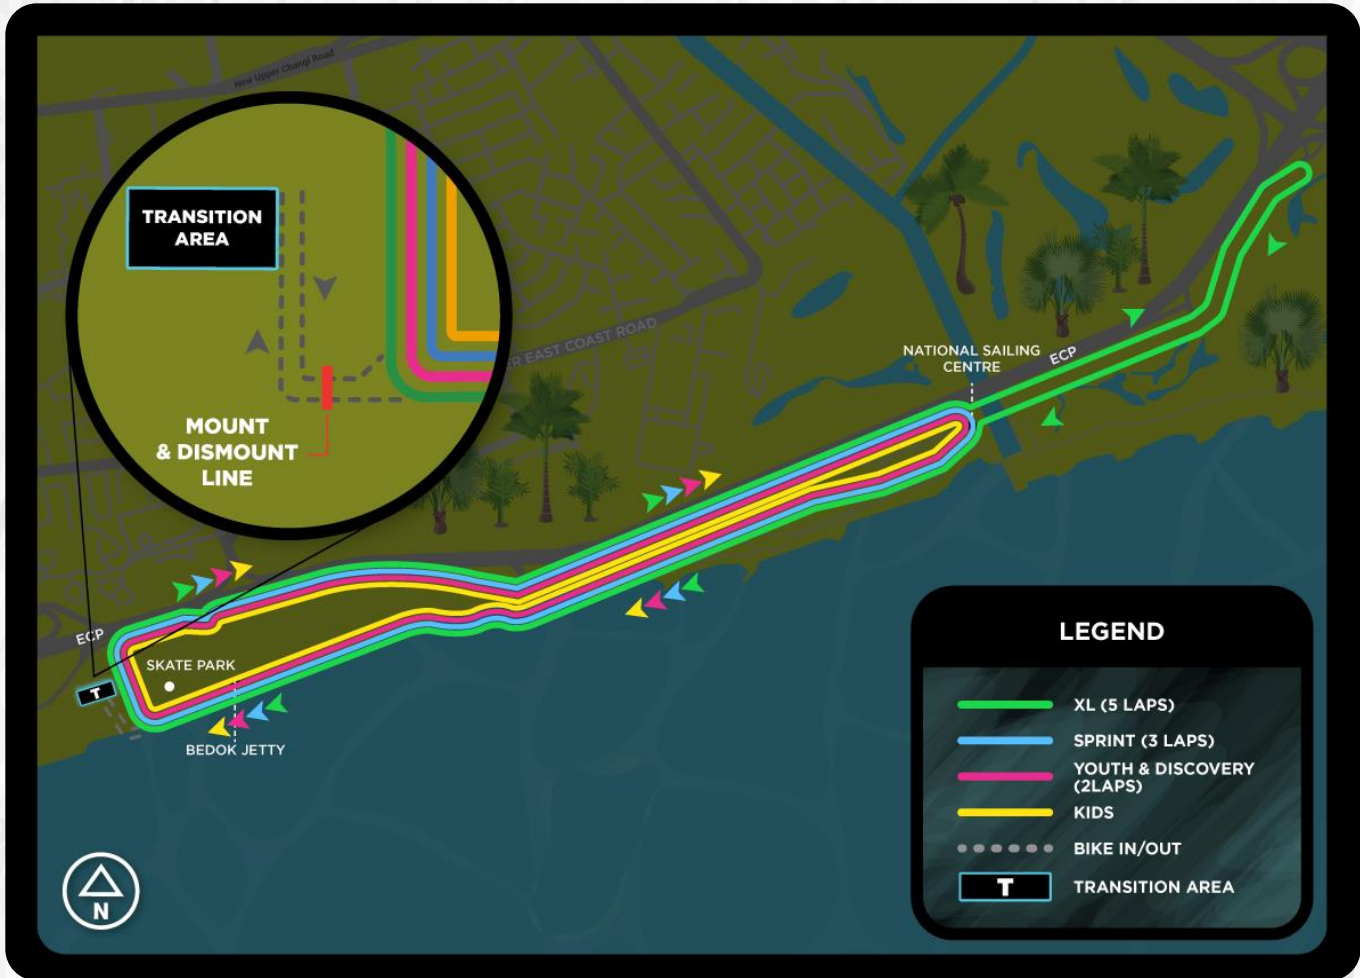 New Upper Changi Road
TRANSITION
AREA
MOUNT
& DISMOUNT
LINE
EAST COAST ROAD
NATIONAL SAILING
CENTRE
ECP
ECP
SKATE PARK
T
BEDOK JETTY
N
LEGEND
XL (5 LAPS)
SPRINT (3 LAPS)
YOUTH & DISCOVERY
(2LAPS)
KIDS
BIKE IN/OUT
T
TRANSITION AREA